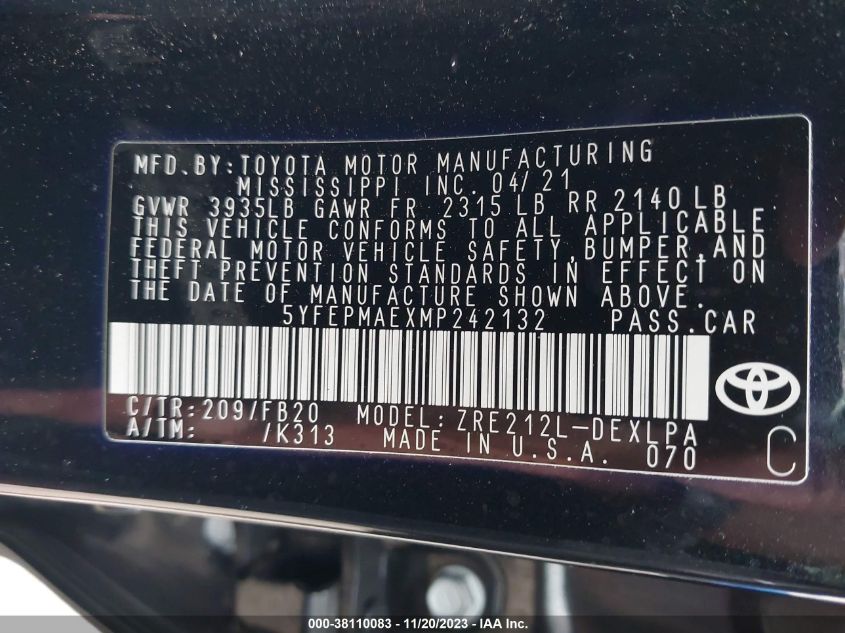 MFD. BY: TOYOTA MOTOR MANUFACTURING
MISSISSIPPI INC. 04/21
GVWR 3935LB GAWR FR 2315 LB RR 2140 LB
THIS VEHICLE CONFORMS TO ALL APPLICABLE
FEDERAL MOTOR VEHICLE SAFETY, BUMPER, AND
THEFT PREVENTION STANDARDS IN EFFECT ON
THE DATE OF MANUFACTURE SHOWN ABOVE.
5YFEPMAEXMP242132 PASS. CAR
C/TR: 209/FB20 MODEL: ZRE212L-DEXLPA
A/TM: /K313 MADE IN U.S.A. 070
C
000-38110083 - 11/20/2023 - IAA Inc.